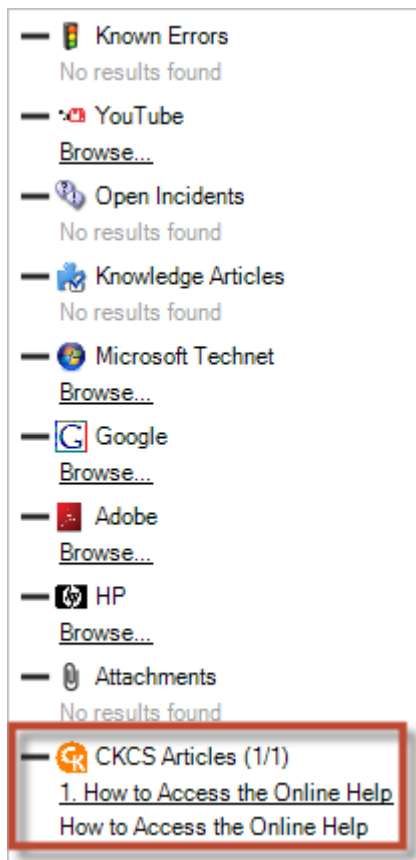 Known Errors
No results found
YouTube
Browse...
Open Incidents
No results found
Knowledge Articles
No results found
Microsoft Technet
Browse...
G Google
Browse...
Adobe
Browse...
hp HP
Browse...
Attachments
No results found
CK CKCS Articles (1/1)
1. How to Access the Online Help
How to Access the Online Help